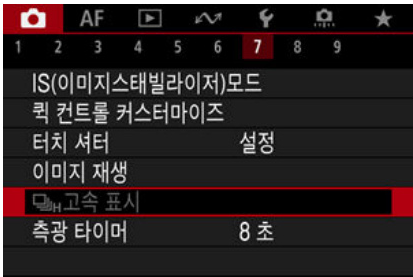 AF
1 2 3 4 5 6 7 8 9
IS(이미지스태빌라이저)모드
퀵 컨트롤 커스터마이즈
터치 셔터 설정
이미지 재생
H고속 표시
측광 타이머 8 초